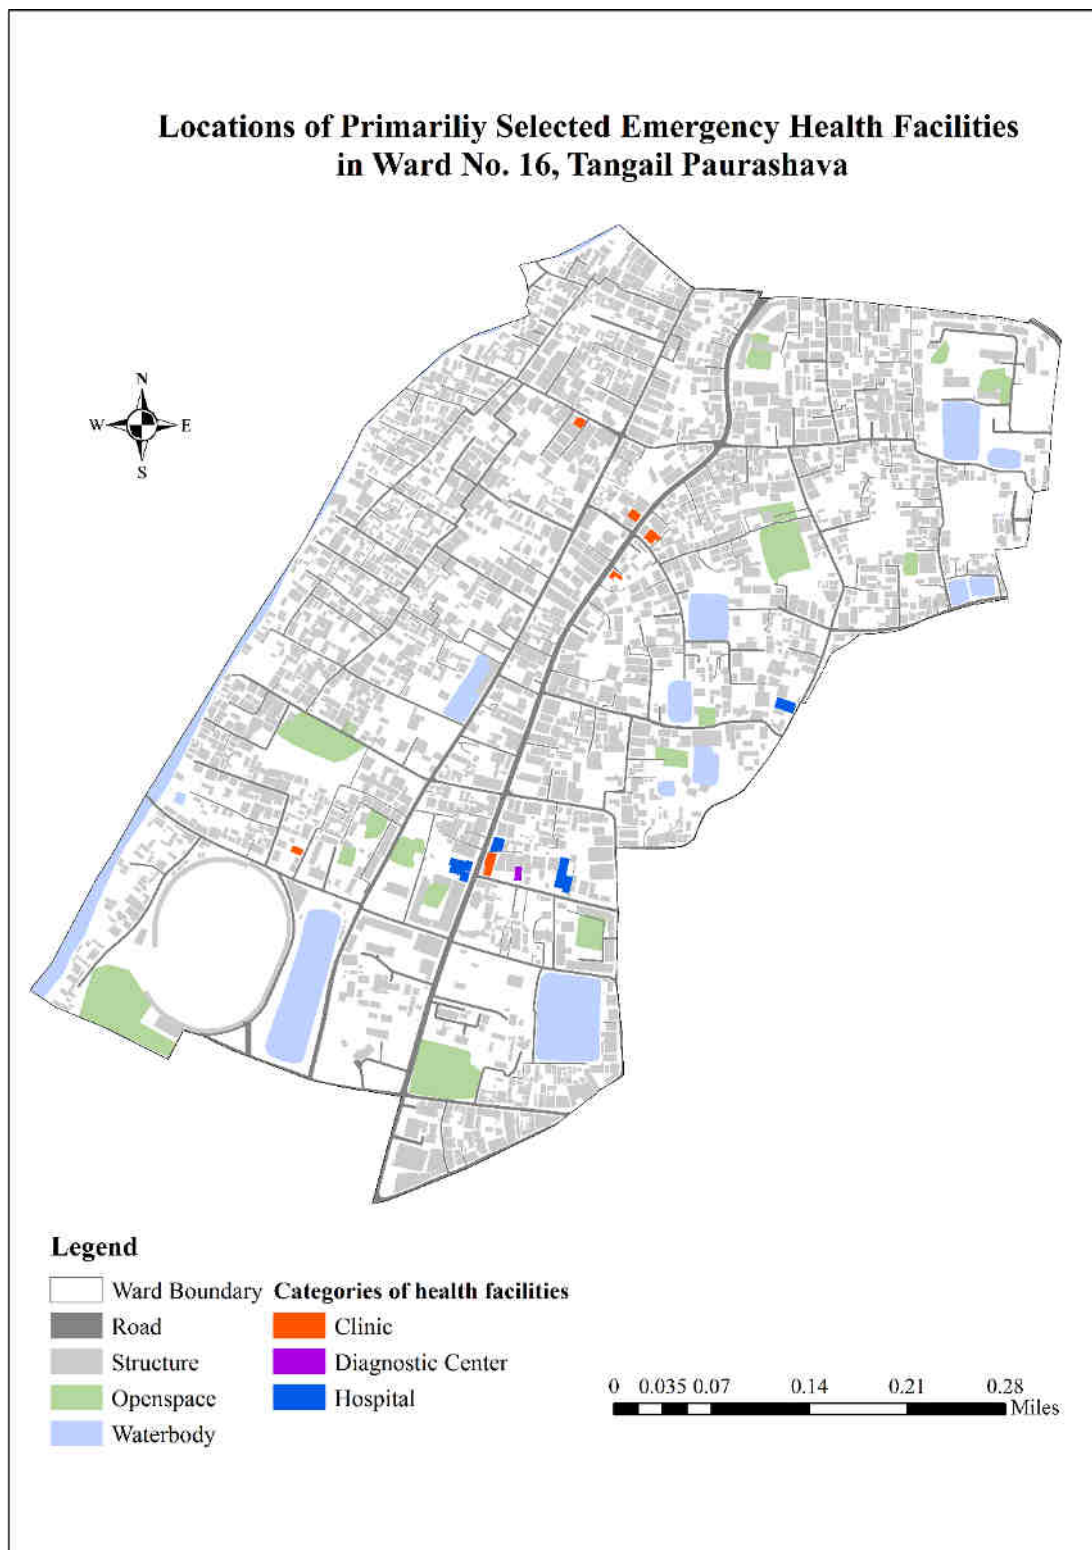 Locations of Primariliy Selected Emergency Health Facilities
in Ward No. 16, Tangail Paurashava
N
W E
S
Legend
Ward Boundary Categories of health facilities
Road Clinic
Structure Diagnostic Center
Openspace Hospital
Waterbody
0 0.035 0.07 0.14 0.21 0.28
Miles